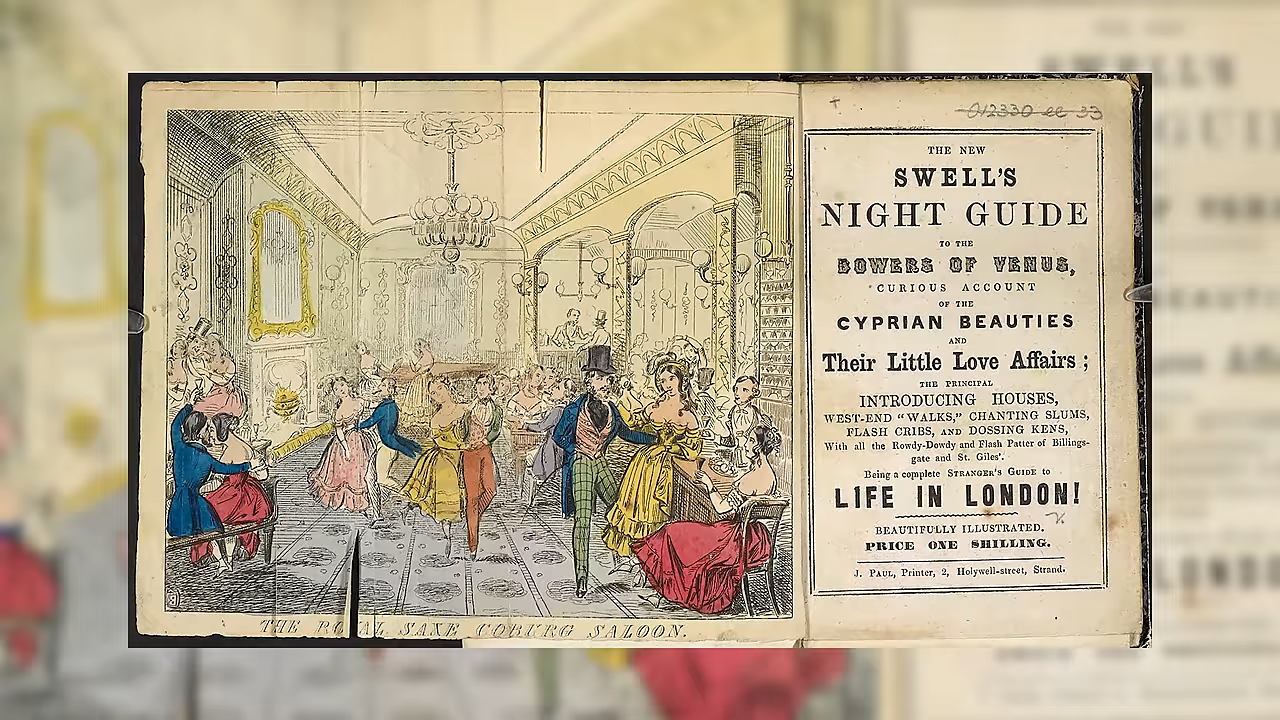 THE ROYAL SAXE COBURG SALOON.
012330 ee 33
THE NEW
SWELL'S
NIGHT GUIDE
TO THE
BOWERS OF VENUS,
CURIOUS ACCOUNT
OF THE
CYPRIAN BEAUTIES
AND
Their Little Love Affairs;
THE PRINCIPAL
INTRODUCING HOUSES,
WEST-END "WALKS," CHANTING SLUMS,
FLASH CRIBS, AND DOSSING KENS,
With all the Rowdy-Dowdy and Flash Patter of Billings-
gate and St. Giles'.
Being a complete STRANGER'S GUIDE to
LIFE IN LONDON!
BEAUTIFULLY ILLUSTRATED.
PRICE ONE SHILLING.
J. PAUL, Printer, 2, Holywell-street, Strand.